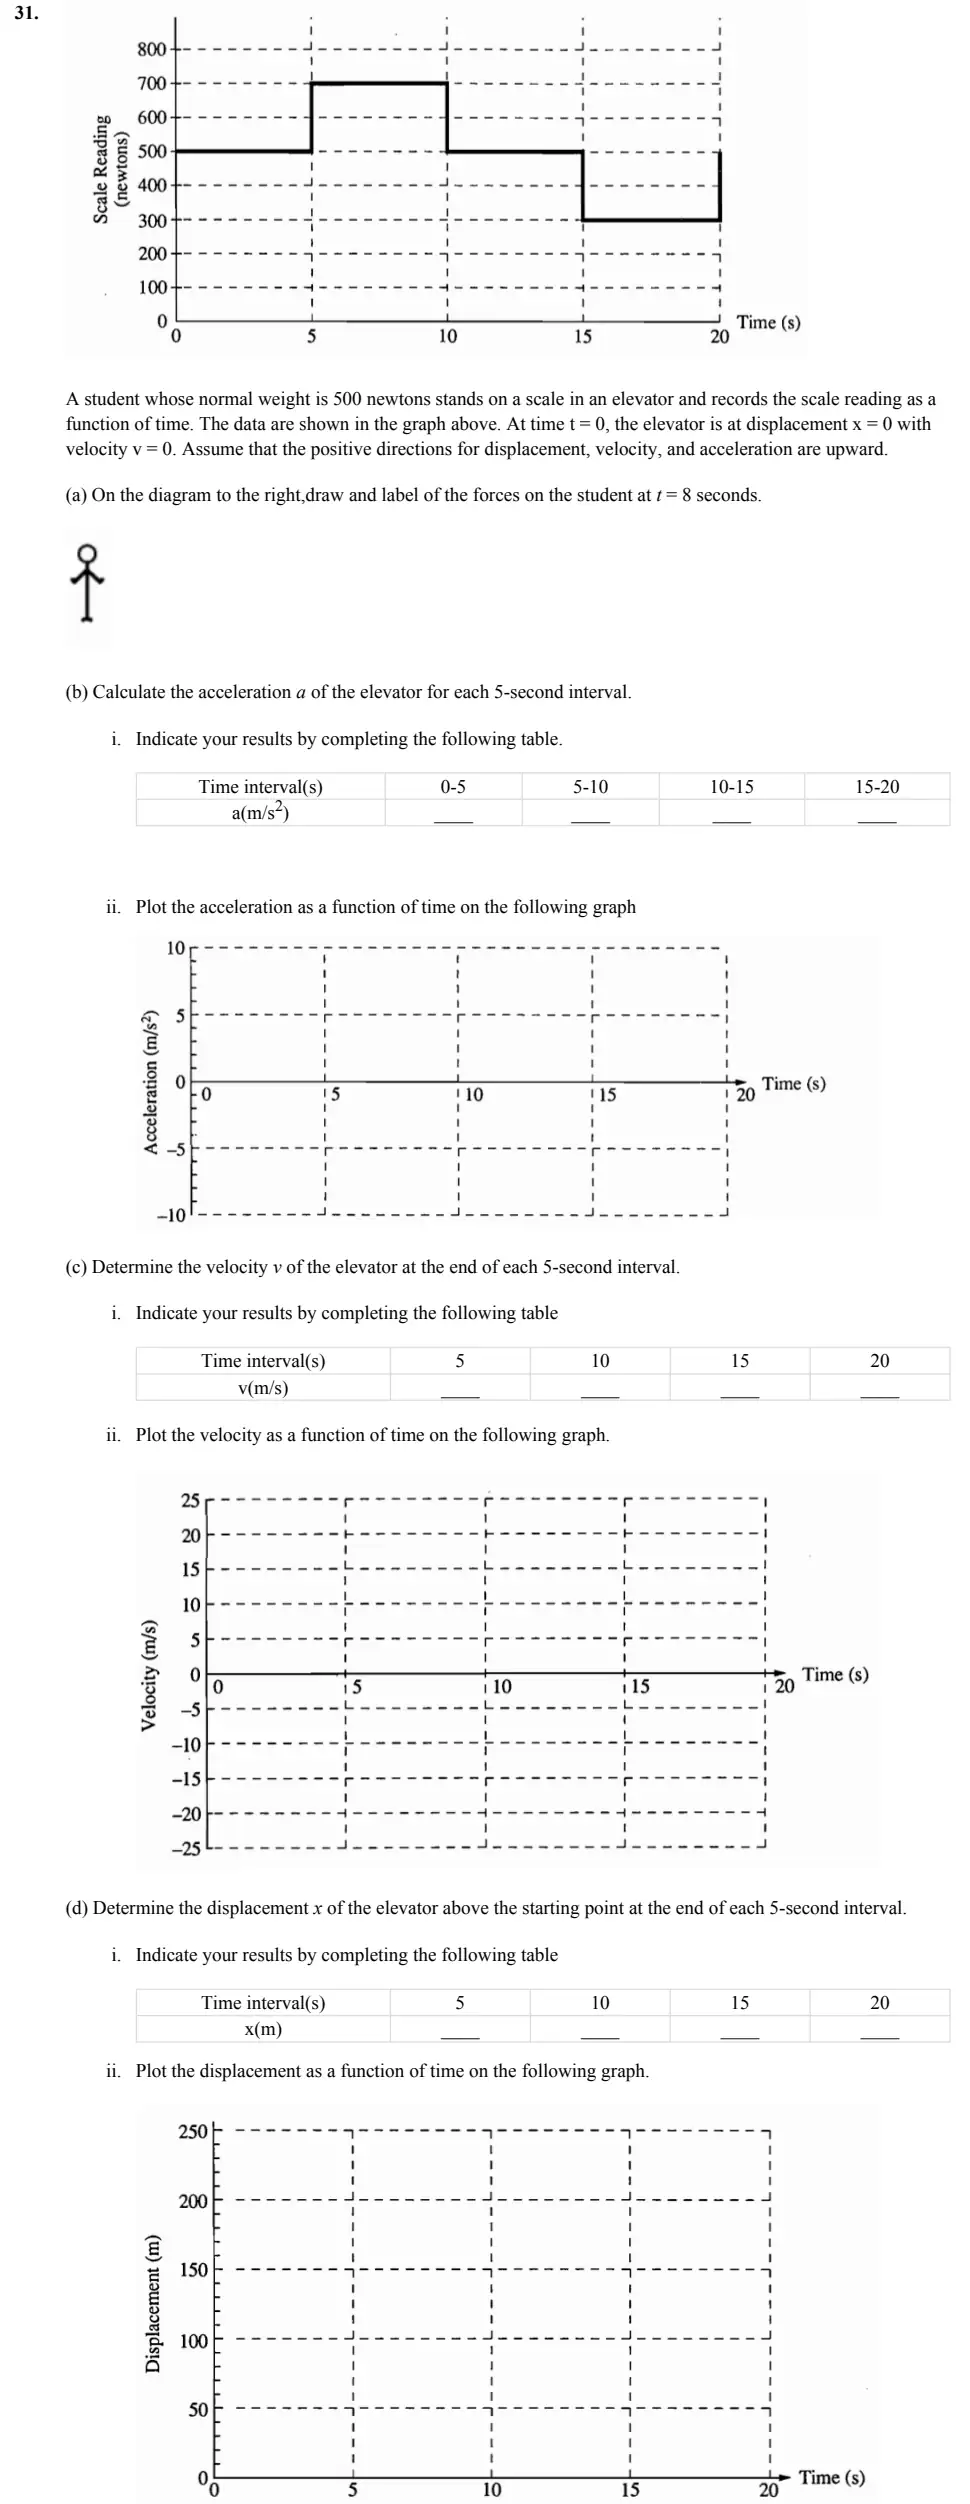 31.
800
700
600
500
400
300
200
100
0
Scale Reading
(newtons)
0 5 10 15 20
Time (s)
A student whose normal weight is 500 newtons stands on a scale in an elevator and records the scale reading as a
function of time. The data are shown in the graph above. At time t = 0, the elevator is at displacement x = 0 with
velocity v = 0. Assume that the positive directions for displacement, velocity, and acceleration are upward.
(a) On the diagram to the right,draw and label of the forces on the student at t = 8 seconds.
(b) Calculate the acceleration a of the elevator for each 5-second interval.
i. Indicate your results by completing the following table.
Time interval(s) 0-5 5-10 10-15 15-20
a(m/s²) ____ ____ ____ ____
ii. Plot the acceleration as a function of time on the following graph
10
5
0
–5
–10
Acceleration (m/s²)
0 5 10 15 20
Time (s)
(c) Determine the velocity v of the elevator at the end of each 5-second interval.
i. Indicate your results by completing the following table
Time interval(s) 5 10 15 20
v(m/s) ____ ____ ____ ____
ii. Plot the velocity as a function of time on the following graph.
25
20
15
10
5
0
–5
–10
–15
–20
–25
Velocity (m/s)
0 5 10 15 20
Time (s)
(d) Determine the displacement x of the elevator above the starting point at the end of each 5-second interval.
i. Indicate your results by completing the following table
Time interval(s) 5 10 15 20
x(m) ____ ____ ____ ____
ii. Plot the displacement as a function of time on the following graph.
250
200
150
100
50
0
Displacement (m)
0 5 10 15 20
Time (s)